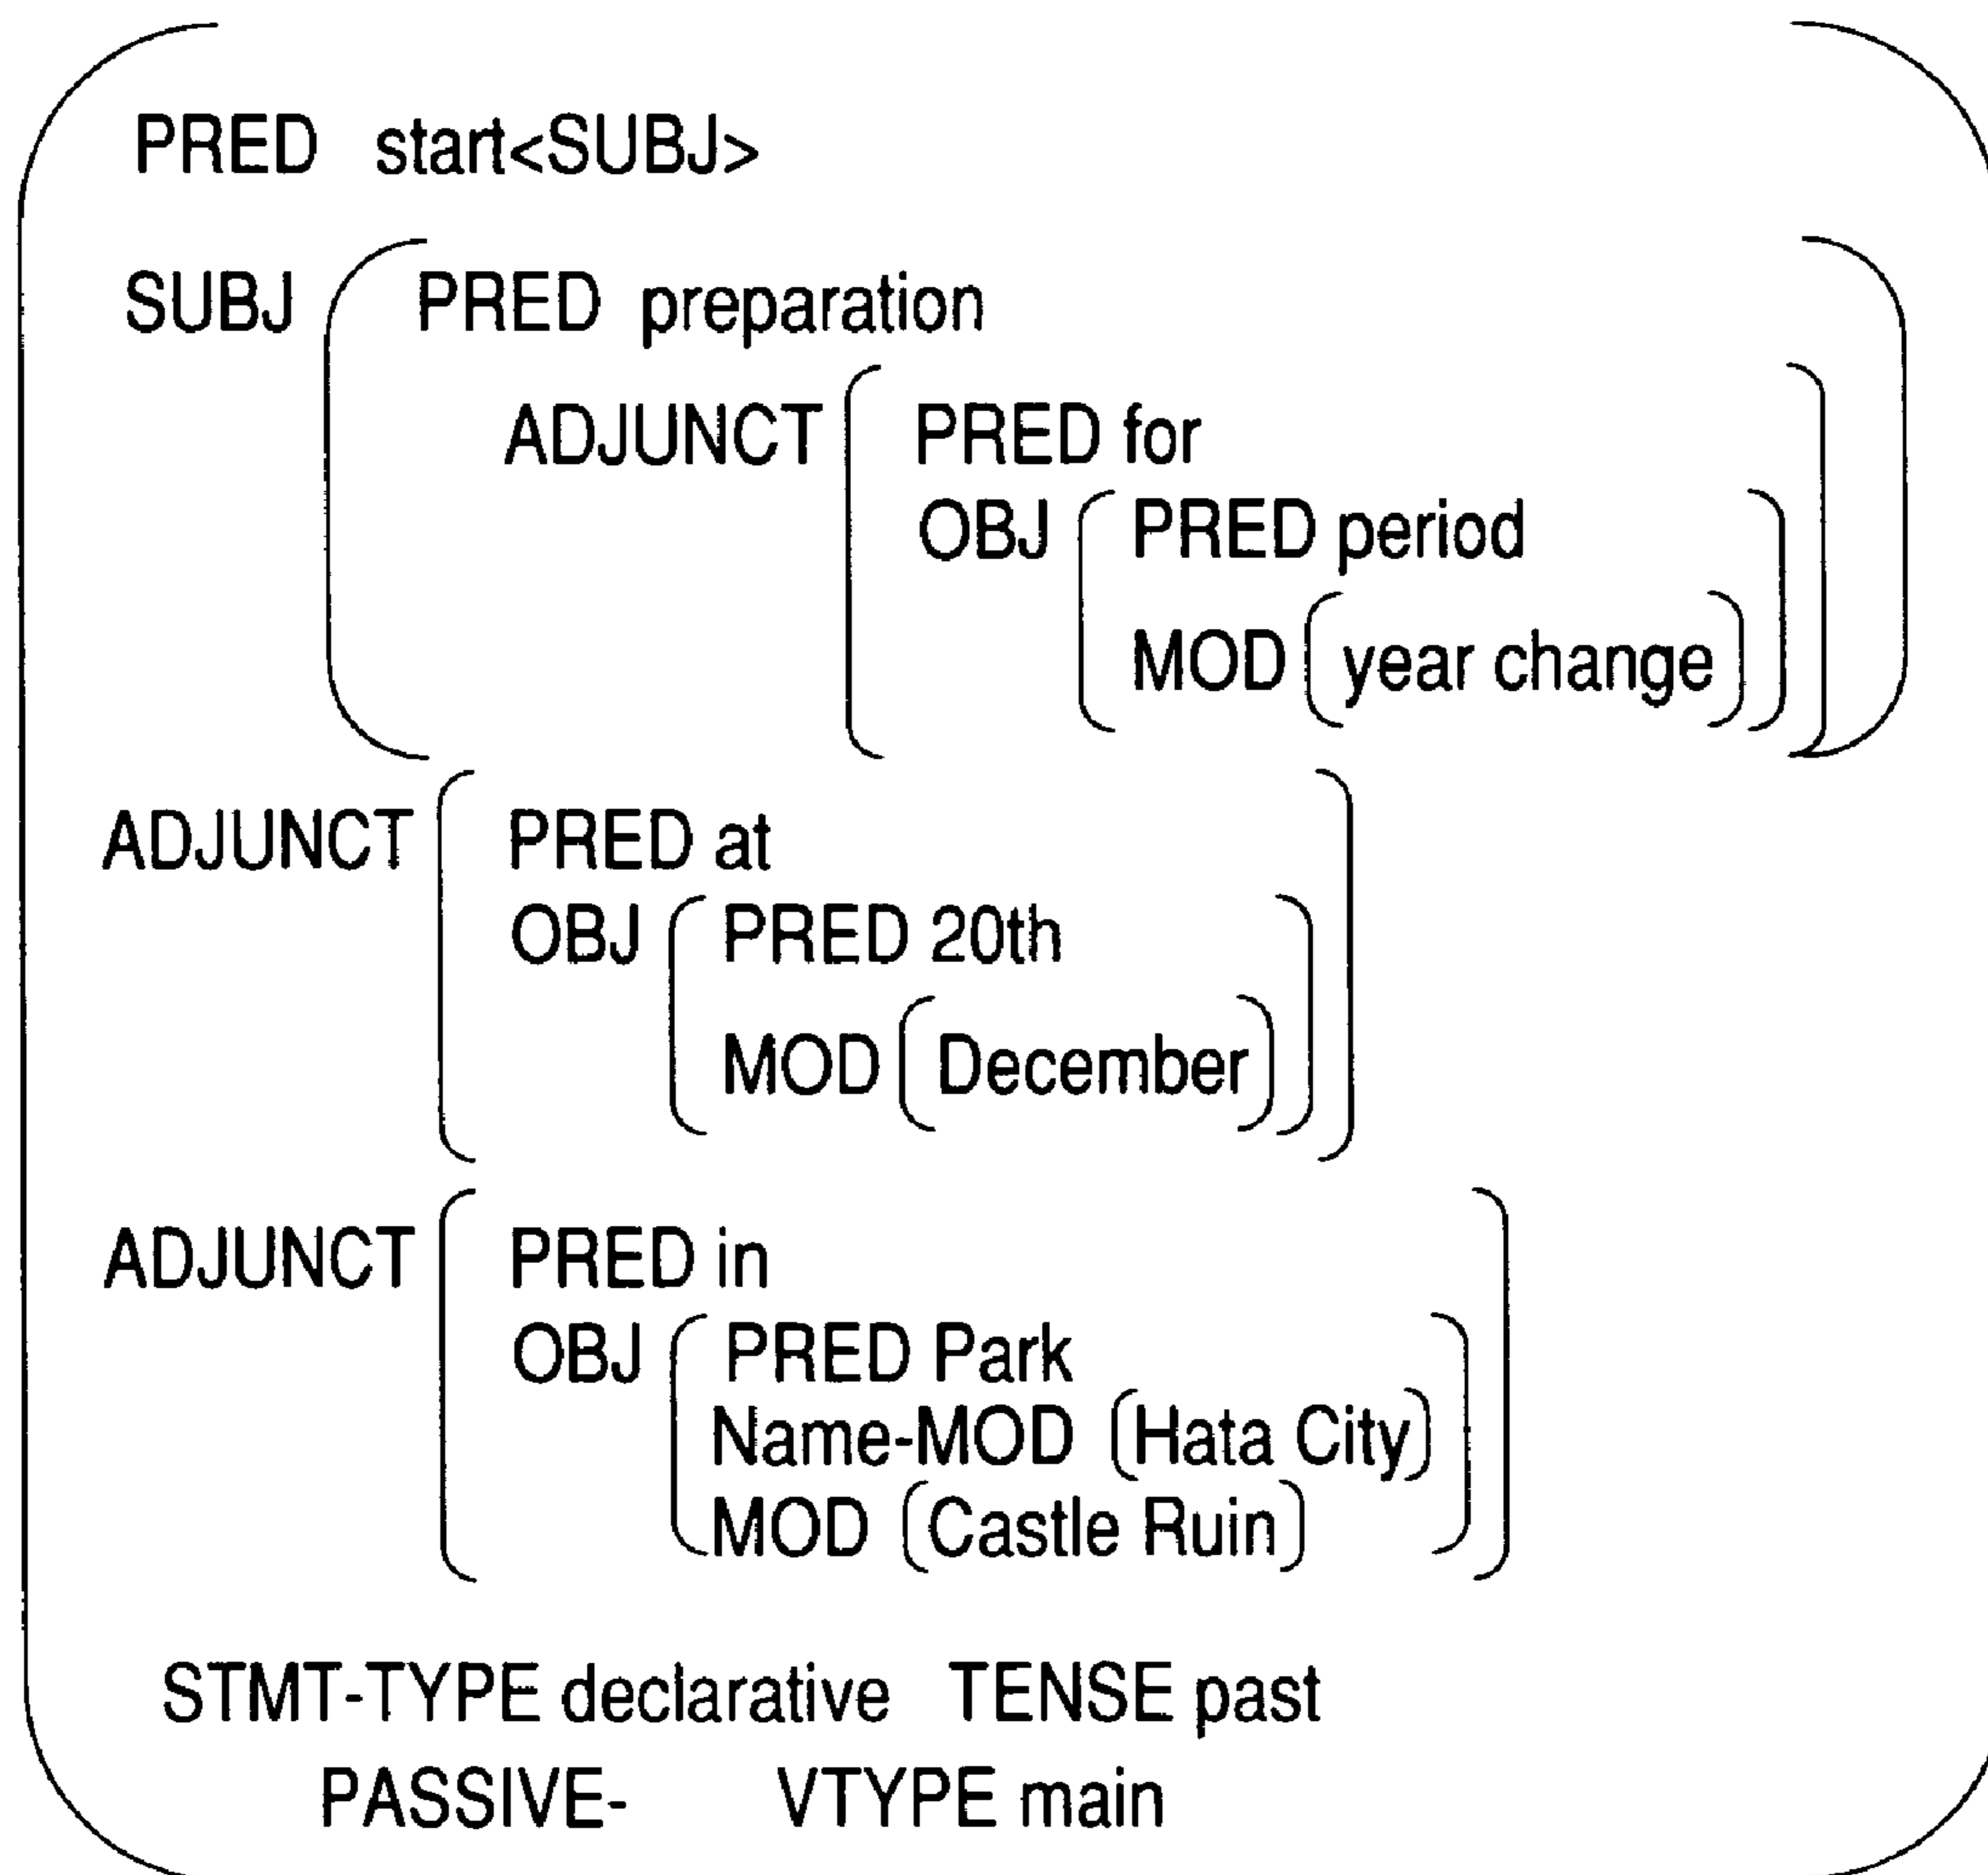 PRED start<SUBJ>
SUBJ PRED preparation
ADJUNCT PRED for
OBJ PRED period
MOD year change
ADJUNCT PRED at
OBJ PRED 20th
MOD December
ADJUNCT PRED in
OBJ PRED Park
Name-MOD Hata City
MOD Castle Ruin
STMT-TYPE declarative TENSE past
PASSIVE- VTYPE main